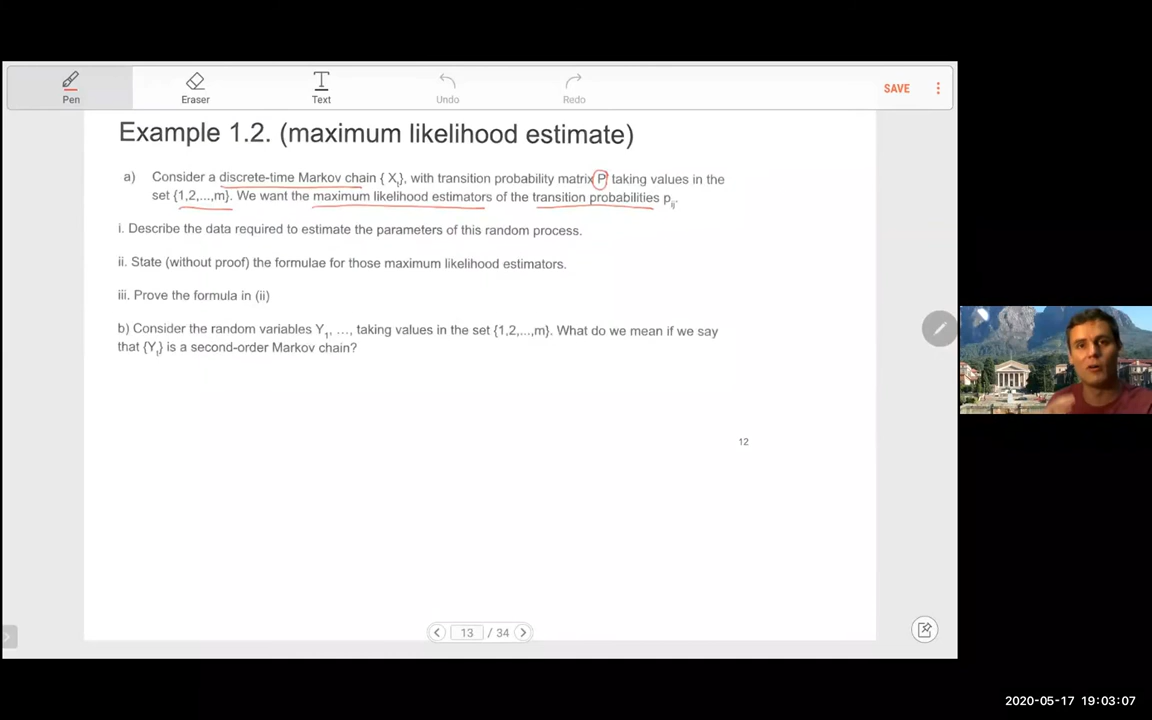 Pen
Eraser
Text
Undo
Redo
SAVE
Example 1.2. (maximum likelihood estimate)
a) Consider a discrete-time Markov chain { Xt}, with transition probability matrix P taking values in the
set {1,2,...,m}. We want the maximum likelihood estimators of the transition probabilities pij.
i. Describe the data required to estimate the parameters of this random process.
ii. State (without proof) the formulae for those maximum likelihood estimators.
iii. Prove the formula in (ii)
b) Consider the random variables Y1, ..., taking values in the set {1,2,...,m}. What do we mean if we say
that {Yt} is a second-order Markov chain?
12
13 / 34
2020-05-17 19:03:07